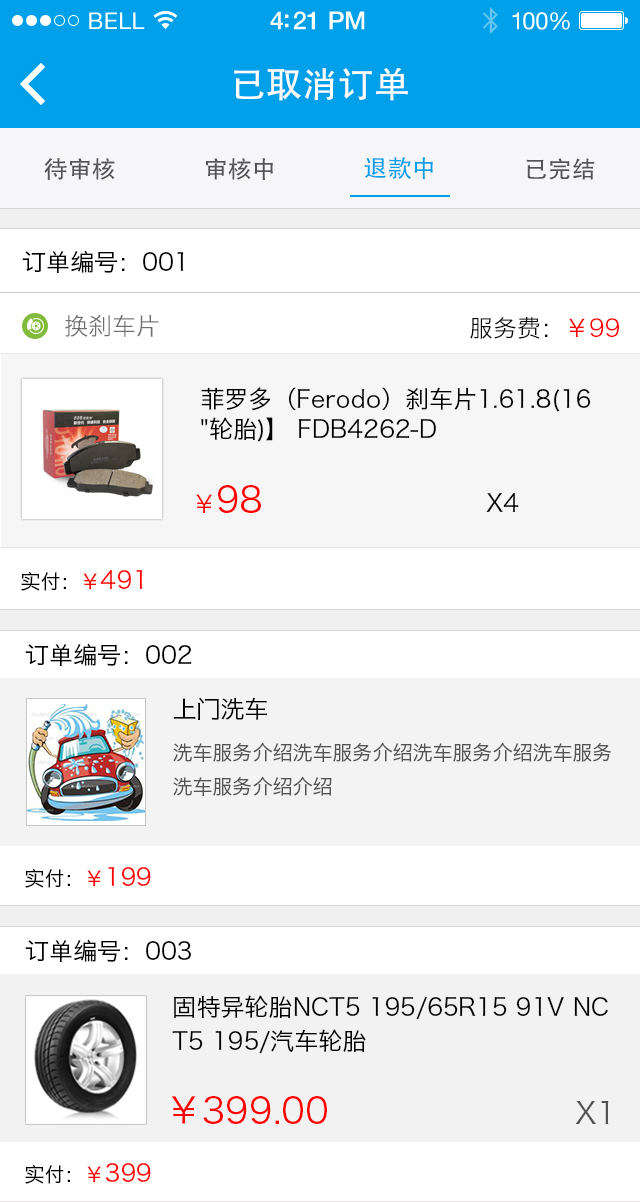 BELL 4:21 PM 100%
已取消订单
待审核 审核中 退款中 已完结
订单编号：001
换刹车片 服务费：￥99
菲罗多（Ferodo）刹车片1.61.8(16
"轮胎)】 FDB4262-D
￥98 X4
实付：￥491
订单编号：002
上门洗车
洗车服务介绍洗车服务介绍洗车服务介绍洗车服务
洗车服务介绍介绍
实付：￥199
订单编号：003
固特异轮胎NCT5 195/65R15 91V NC
T5 195/汽车轮胎
￥399.00 X1
实付：￥399